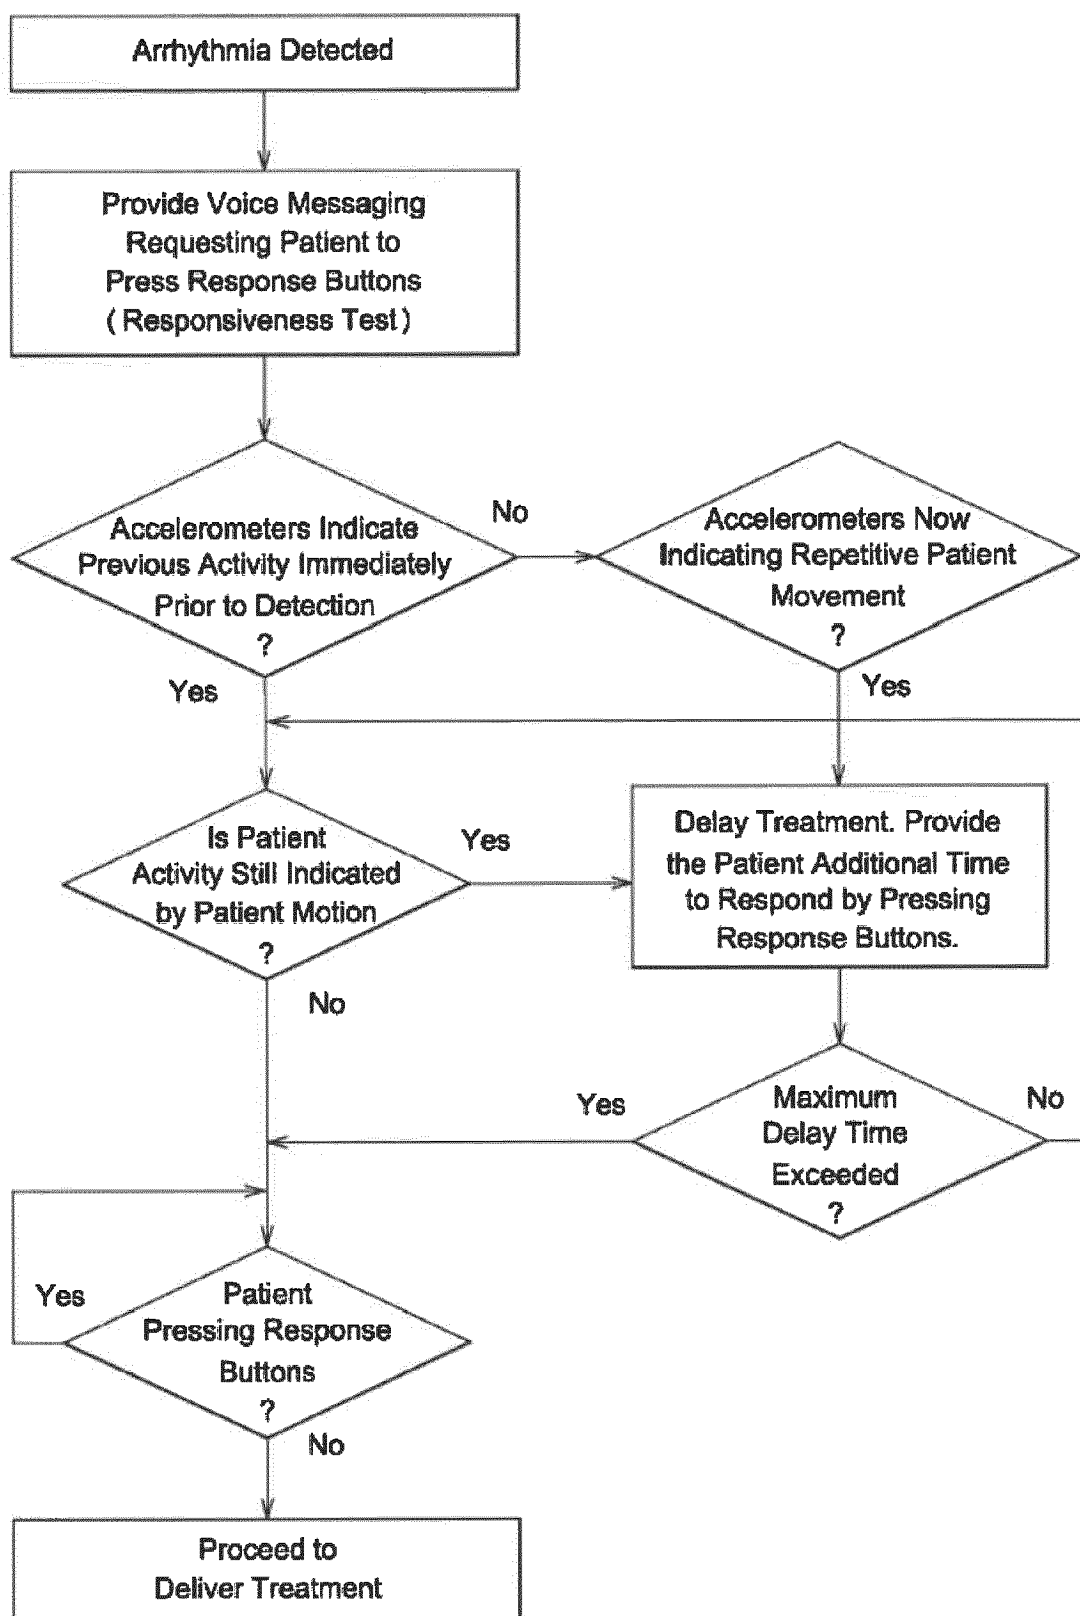 Arrhythmia Detected
Provide Voice Messaging
Requesting Patient to
Press Response Buttons
( Responsiveness Test )
Accelerometers Indicate
Previous Activity Immediately
Prior to Detection
?
No
Accelerometers Now
Indicating Repetitive Patient
Movement
?
Yes
Yes
Is Patient
Activity Still Indicated
by Patient Motion
?
Yes
Delay Treatment. Provide
the Patient Additional Time
to Respond by Pressing
Response Buttons.
No
Maximum
Delay Time
Exceeded
?
Yes
No
Patient
Pressing Response
Buttons
?
Yes
No
Proceed to
Deliver Treatment